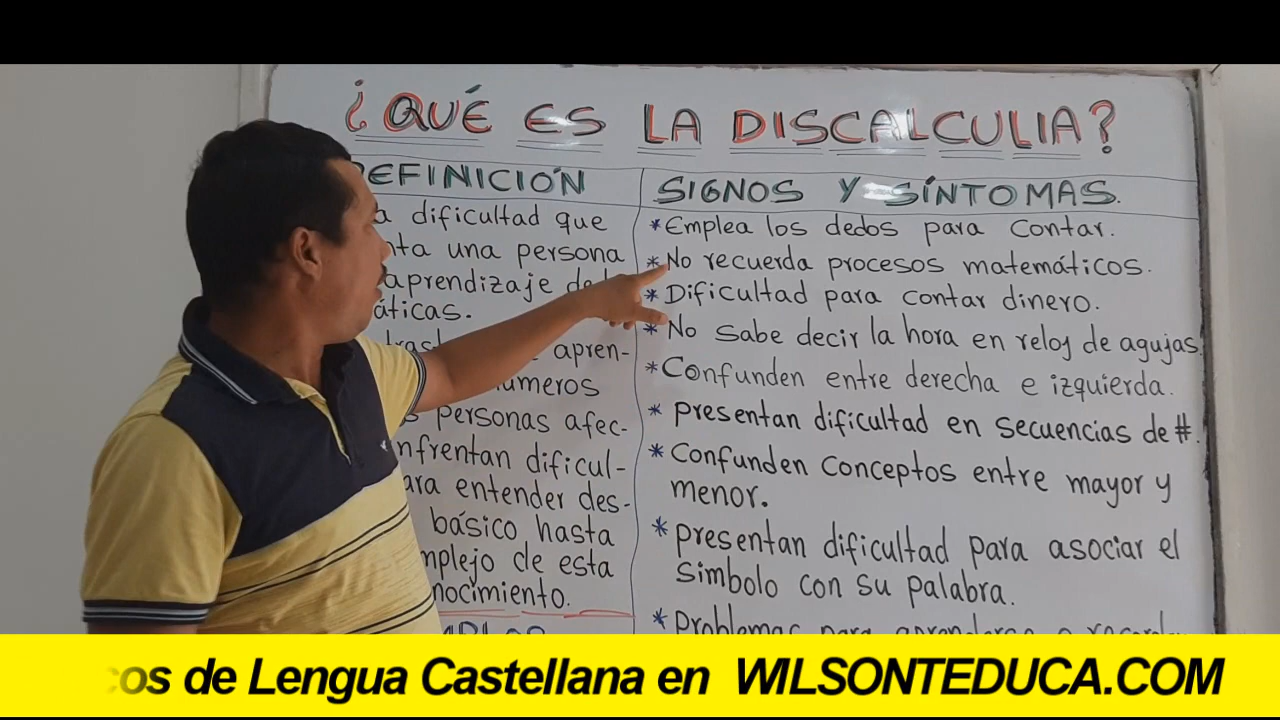 ¿QUÉ ES LA DISCALCULIA?
DEFINICIÓN
a dificultad que
una persona
aprendizaje
áticas.
apren-
números
personas afec-
nfrentan dificul-
ara entender des-
básico hasta
mplejo de esta
nocimiento.
SIGNOS Y SÍNTOMAS.
*Emplea los dedos para contar.
*No recuerda procesos matemáticos.
*Dificultad para contar dinero.
*No sabe decir la hora en reloj de agujas.
*Confunden entre derecha e izquierda.
*presentan dificultad en secuencias de #.
*Confunden conceptos entre mayor y
menor.
*presentan dificultad para asociar el
símbolo con su palabra.
*Problemas para
cos de Lengua Castellana en WILSONTEDUCA.COM